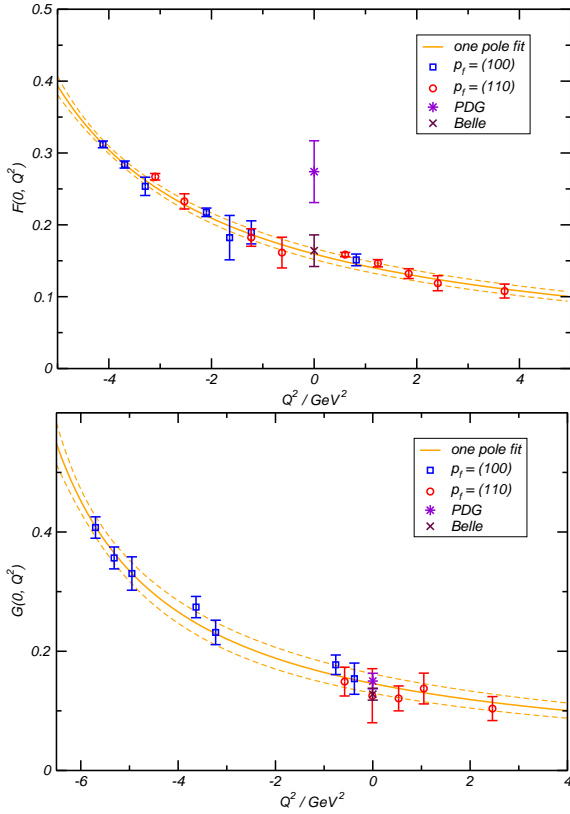 0.5
0.4
0.3
0.2
0.1
0
F(0, Q²)
-4
-2
0
2
4
Q² / GeV²
one pole fit
p_f = (100)
p_f = (110)
PDG
Belle
0.4
0.2
0
G(0, Q²)
-6
-4
-2
0
2
4
Q² / GeV²
one pole fit
p_f = (100)
p_f = (110)
PDG
Belle